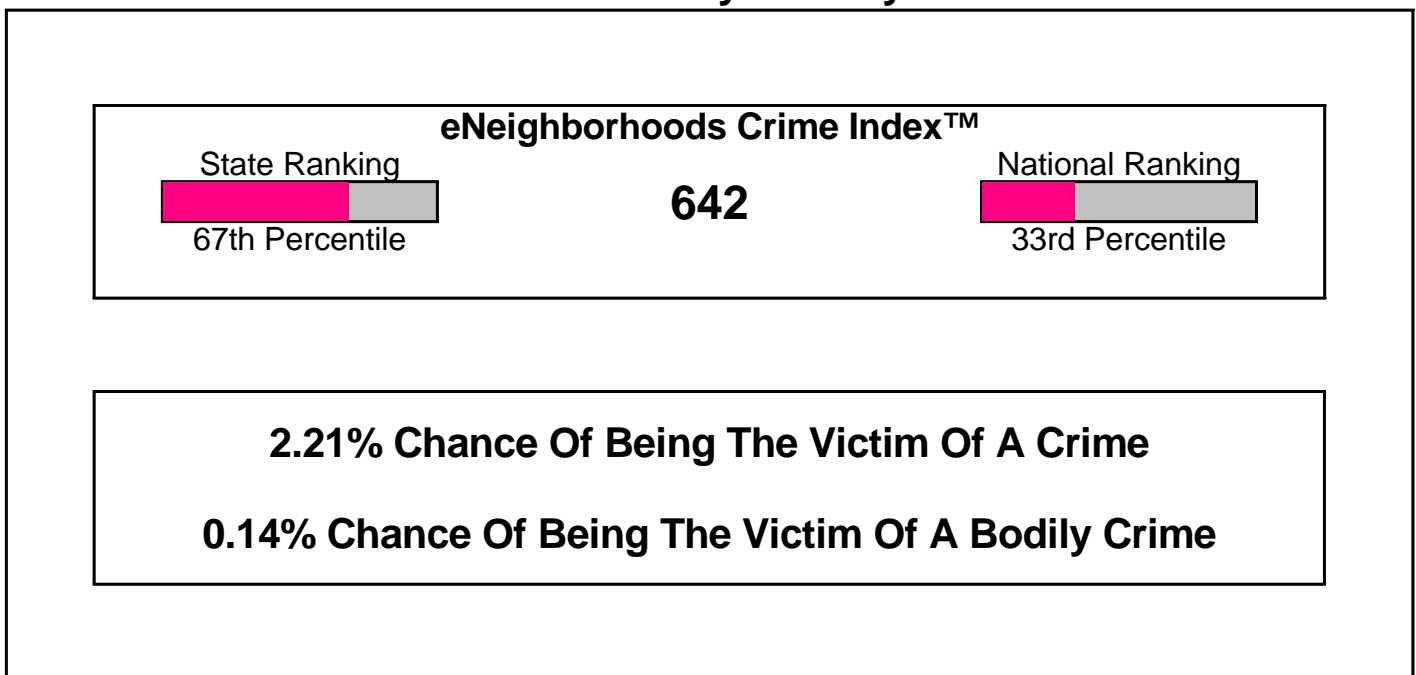 eNeighborhoods Crime Index™
State Ranking
National Ranking
642
67th Percentile
33rd Percentile
2.21% Chance Of Being The Victim Of A Crime
0.14% Chance Of Being The Victim Of A Bodily Crime